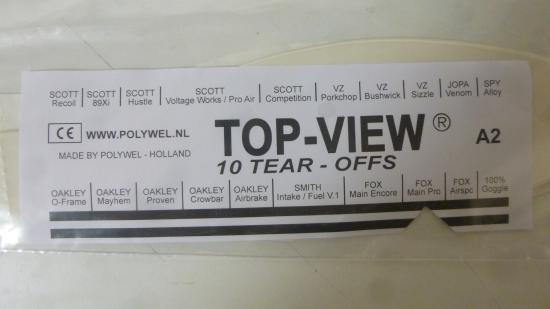 SCOTT Recoil
SCOTT 89Xi
SCOTT Hustle
SCOTT Voltage Works / Pro Air
SCOTT Competition
VZ Porkchop
VZ Bushwick
VZ Sizzle
JOPA Venom
SPY Alloy
CE WWW.POLYWEL.NL
MADE BY POLYWEL - HOLLAND
TOP-VIEW®
10 TEAR - OFFS
A2
OAKLEY O-Frame
OAKLEY Mayhem
OAKLEY Proven
OAKLEY Crowbar
OAKLEY Airbrake
SMITH Intake / Fuel V.1
FOX Main Encore
FOX Main Pro
FOX Airspc
100% Goggle